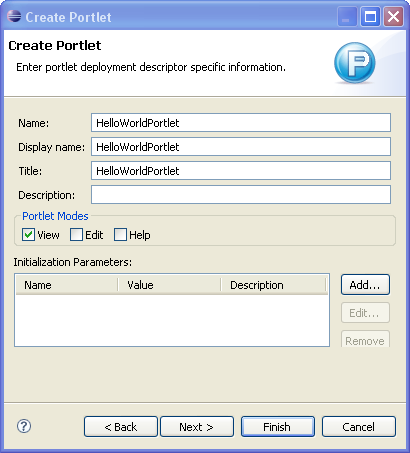 Create Portlet
Create Portlet
Enter portlet deployment descriptor specific information.
P
Name: HelloWorldPortlet
Display name: HelloWorldPortlet
Title: HelloWorldPortlet
Description:
Portlet Modes
View Edit Help
Initialization Parameters:
Name Value Description
Add...
Edit...
Remove
? < Back Next > Finish Cancel